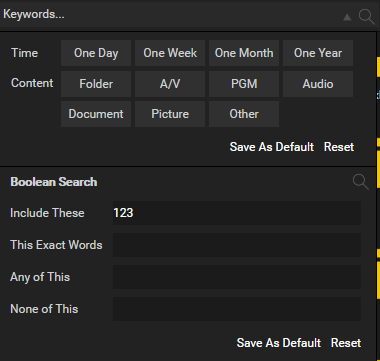 Keywords...
Time One Day One Week One Month One Year
Content Folder A/V PGM Audio
Document Picture Other
Save As Default Reset
Boolean Search
Include These 123
This Exact Words
Any of This
None of This
Save As Default Reset